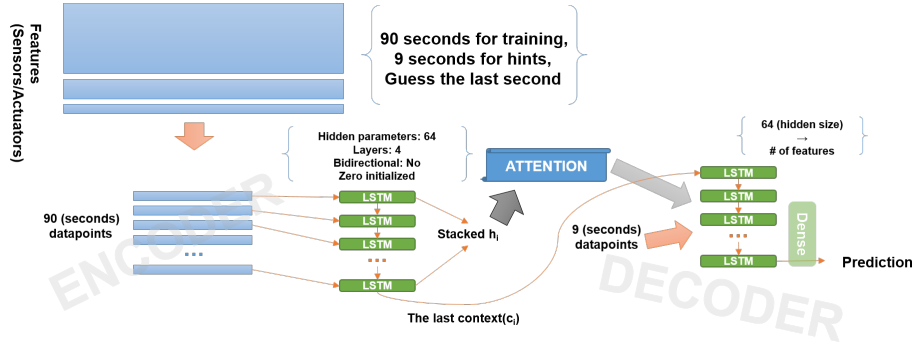 Features
(Sensors/Actuators)
90 seconds for training,
9 seconds for hints,
Guess the last second
Hidden parameters: 64
Layers: 4
Bidirectional: No
Zero initialized
ATTENTION
64 (hidden size)
→
# of features
90 (seconds)
datapoints
LSTM
LSTM
LSTM
LSTM
Stacked hᵢ
The last context(cᵢ)
9 (seconds)
datapoints
LSTM
LSTM
LSTM
LSTM
Dense
Prediction
ENCODER
DECODER